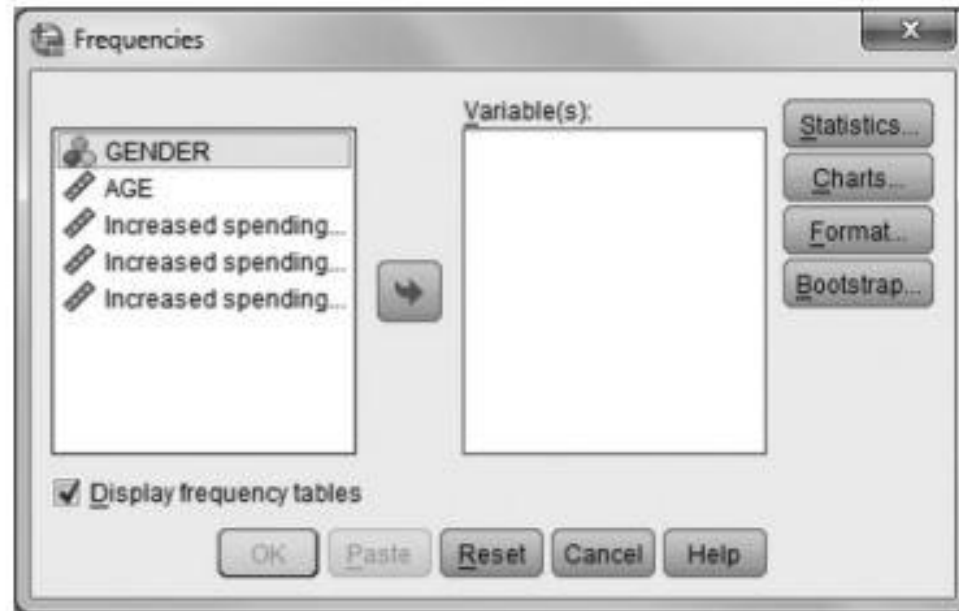 Frequencies
Variable(s):
GENDER
AGE
Increased spending...
Increased spending...
Increased spending...
Statistics...
Charts...
Format...
Bootstrap...
Display frequency tables
OK Paste Reset Cancel Help